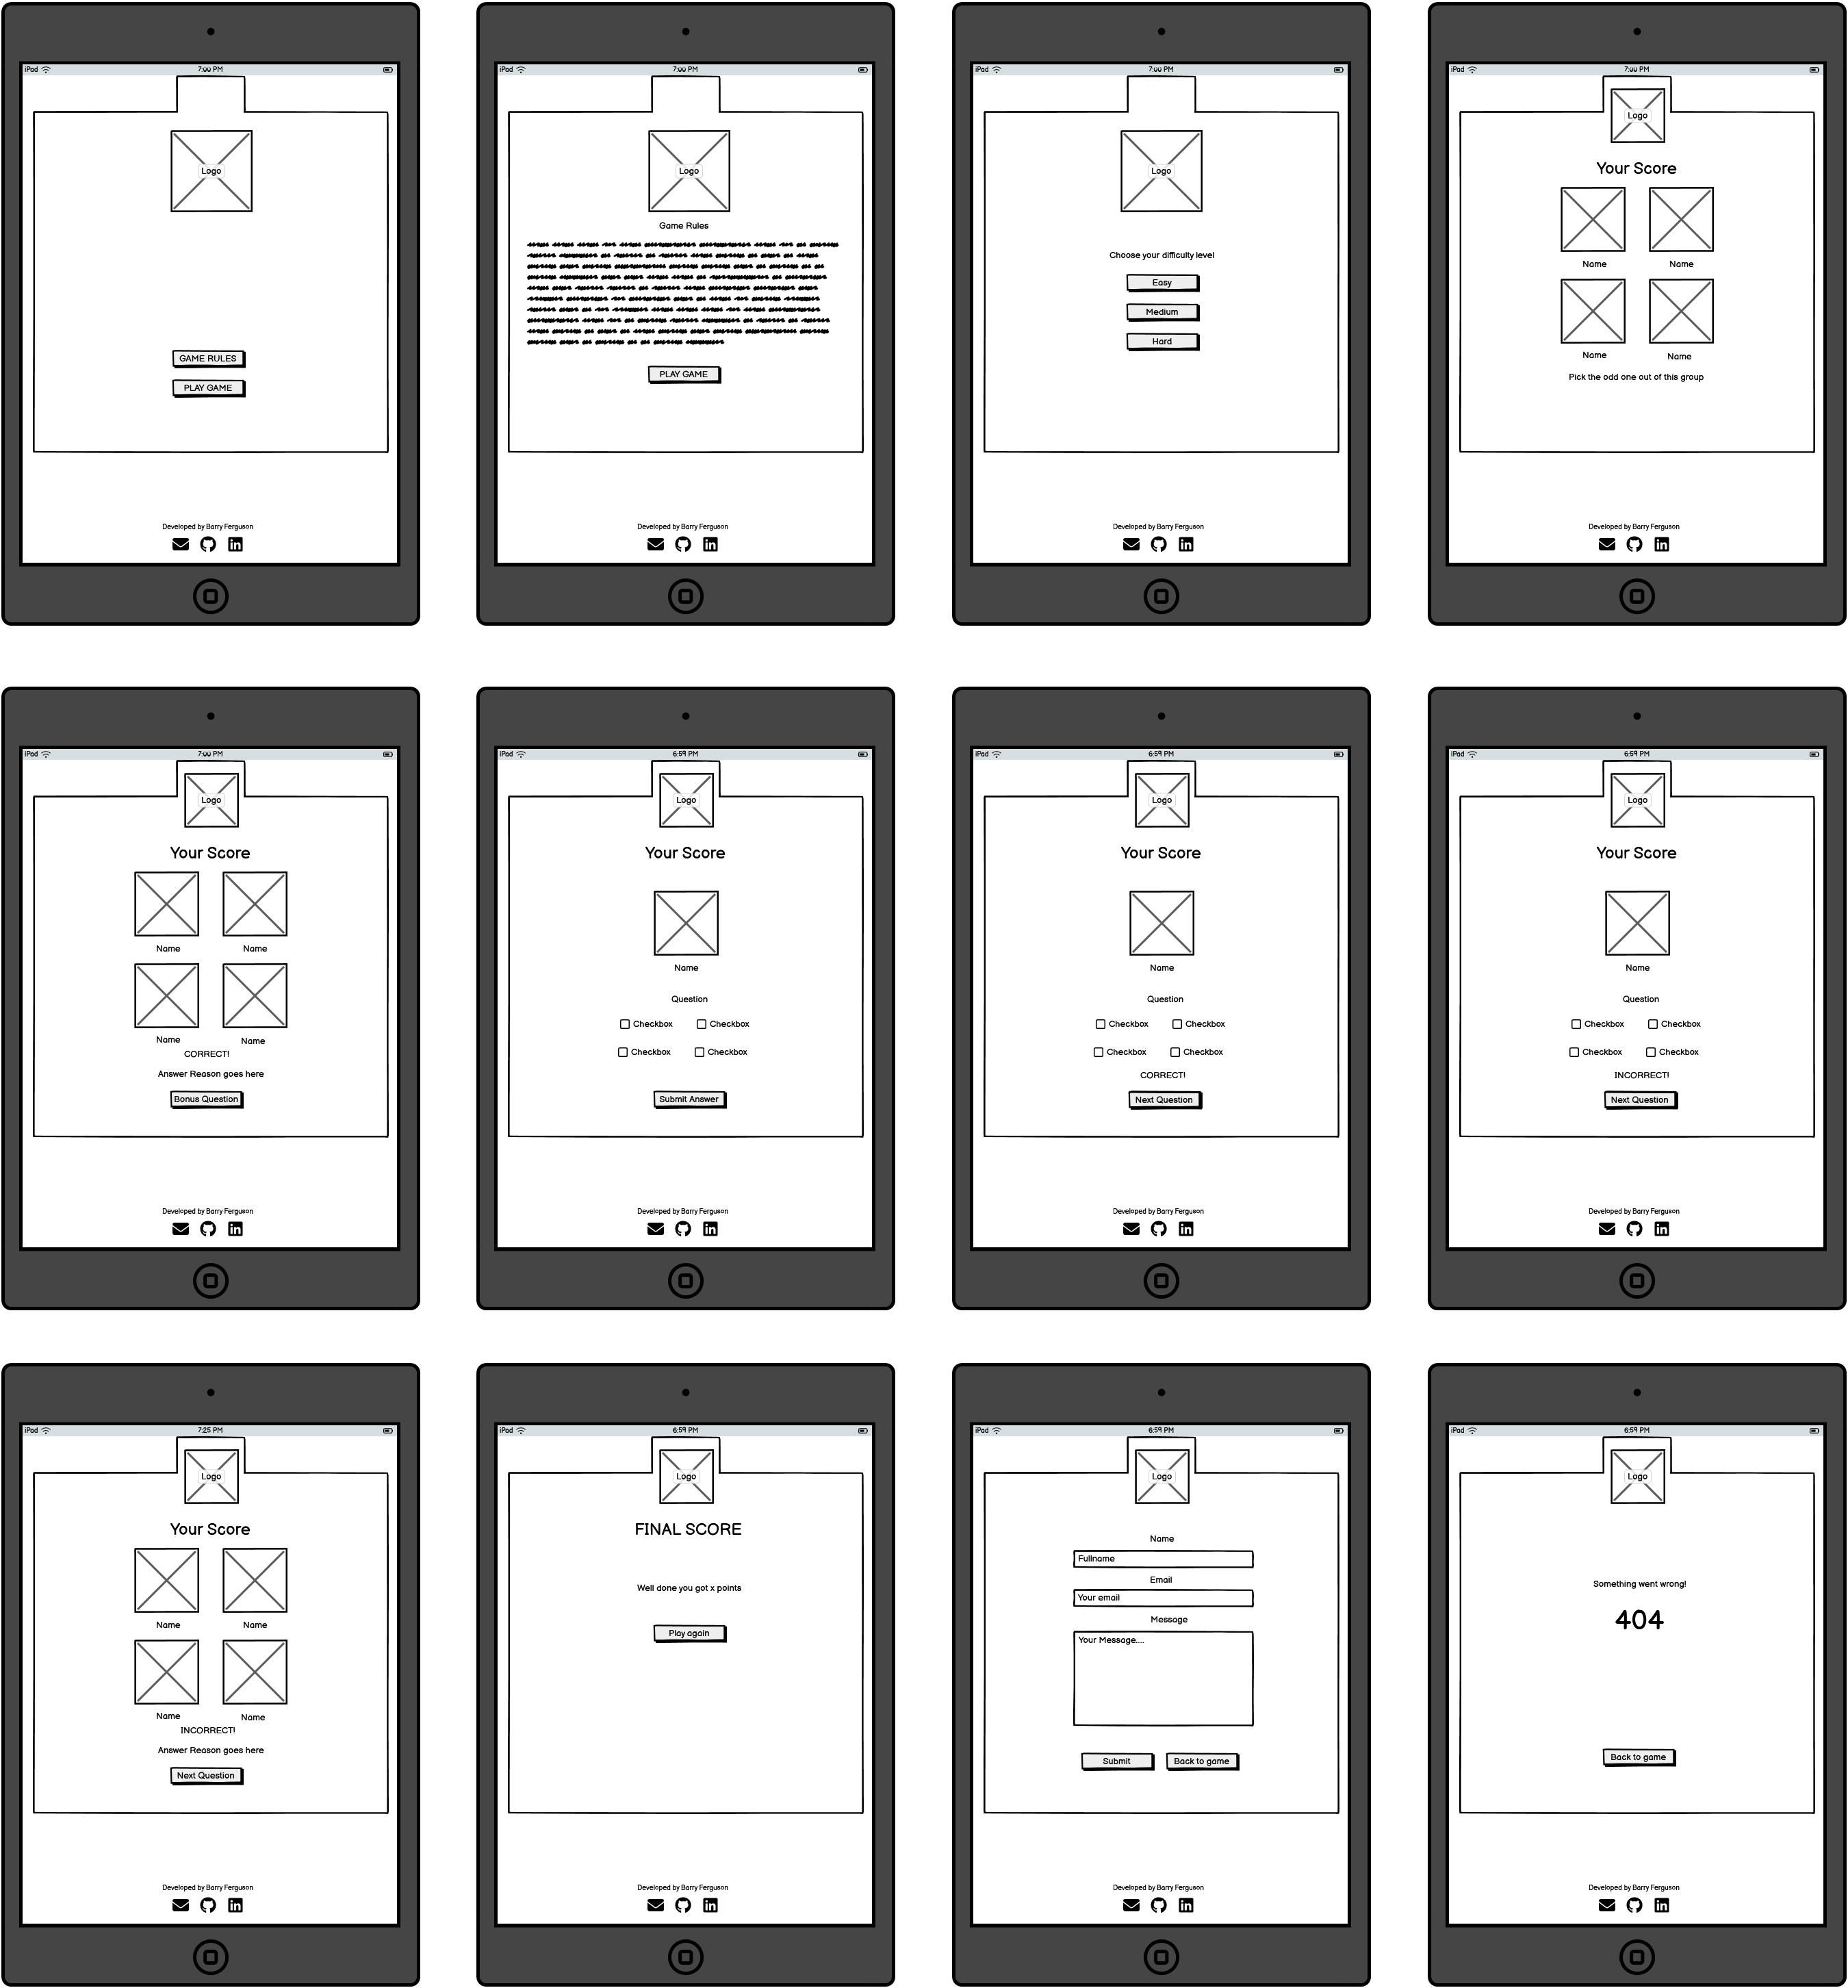 iPad 7:00 PM
Logo
GAME RULES
PLAY GAME
Developed by Barry Ferguson
iPad 7:00 PM
Logo
Game Rules
PLAY GAME
Developed by Barry Ferguson
iPad 7:00 PM
Logo
Choose your difficulty level
Easy
Medium
Hard
Developed by Barry Ferguson
iPad 7:00 PM
Logo
Your Score
Name Name
Name Name
Pick the odd one out of this group
Developed by Barry Ferguson
iPad 7:00 PM
Logo
Your Score
Name Name
Name Name
CORRECT!
Answer Reason goes here
Bonus Question
Developed by Barry Ferguson
iPad 6:59 PM
Logo
Your Score
Name
Question
Checkbox Checkbox
Checkbox Checkbox
Submit Answer
Developed by Barry Ferguson
iPad 6:59 PM
Logo
Your Score
Name
Question
Checkbox Checkbox
Checkbox Checkbox
CORRECT!
Next Question
Developed by Barry Ferguson
iPad 6:59 PM
Logo
Your Score
Name
Question
Checkbox Checkbox
Checkbox Checkbox
INCORRECT!
Next Question
Developed by Barry Ferguson
iPad 7:25 PM
Logo
Your Score
Name Name
Name Name
INCORRECT!
Answer Reason goes here
Next Question
Developed by Barry Ferguson
iPad 6:59 PM
Logo
FINAL SCORE
Well done you got x points
Play again
Developed by Barry Ferguson
iPad 6:59 PM
Logo
Name
Fullname
Email
Your email
Message
Your Message....
Submit Back to game
Developed by Barry Ferguson
iPad 6:59 PM
Logo
Something went wrong!
404
Back to game
Developed by Barry Ferguson